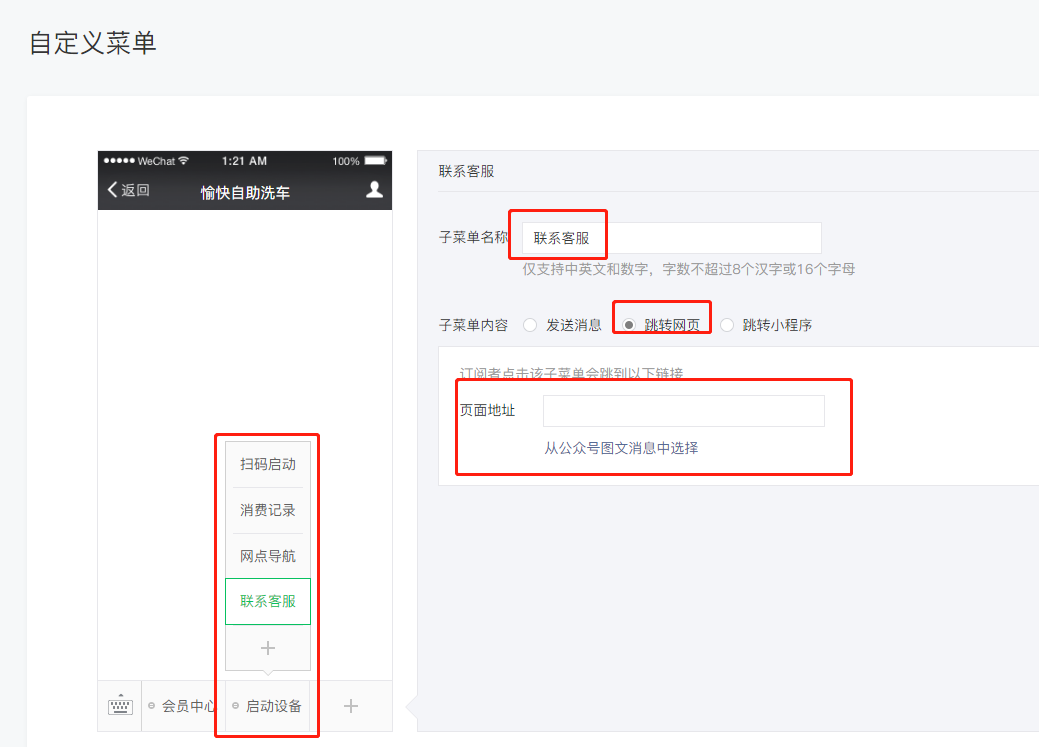 自定义菜单
WeChat 1:21 AM 100%
返回 愉快自助洗车
扫码启动
消费记录
网点导航
联系客服
+
会员中心 启动设备 +
联系客服
子菜单名称 联系客服
仅支持中英文和数字，字数不超过8个汉字或16个字母
子菜单内容 发送消息 跳转网页 跳转小程序
订阅者点击该子菜单会跳到以下链接
页面地址
从公众号图文消息中选择